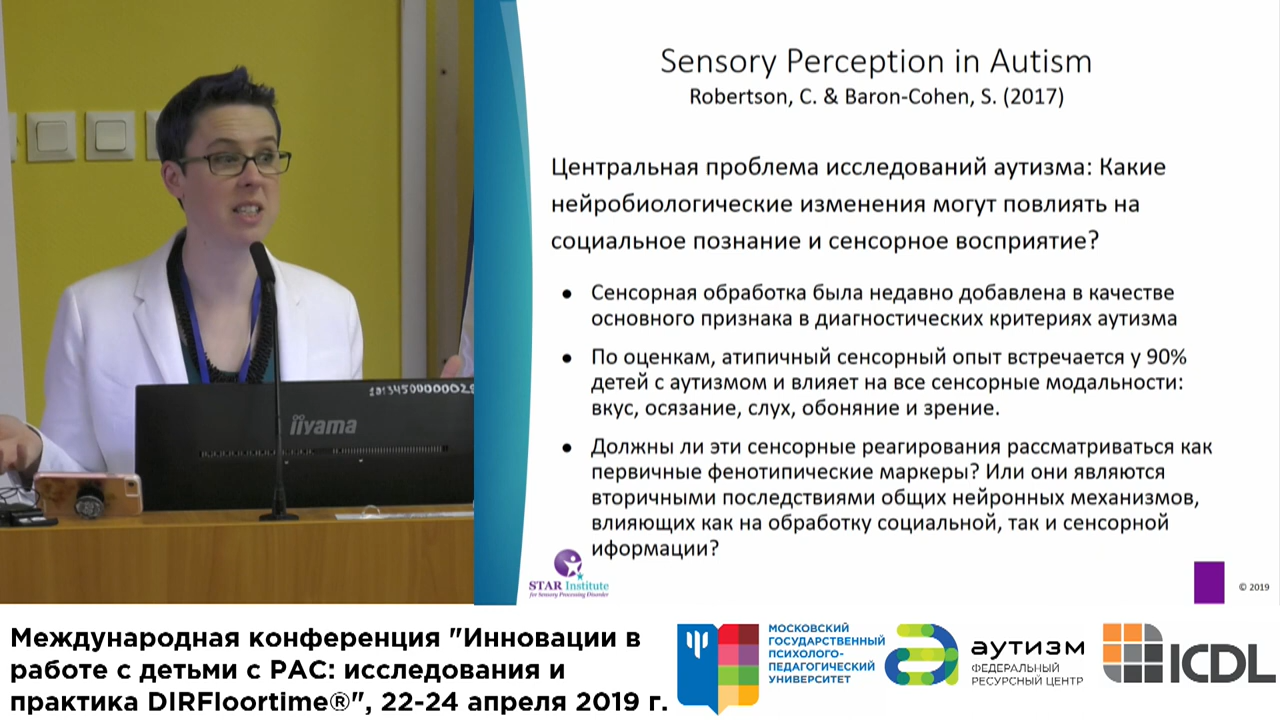 Sensory Perception in Autism
Robertson, C. & Baron-Cohen, S. (2017)
Центральная проблема исследований аутизма: Какие
нейробиологические изменения могут повлиять на
социальное познание и сенсорное восприятие?
● Сенсорная обработка была недавно добавлена в качестве
основного признака в диагностических критериях аутизма
● По оценкам, атипичный сенсорный опыт встречается у 90%
детей с аутизмом и влияет на все сенсорные модальности:
вкус, осязание, слух, обоняние и зрение.
● Должны ли эти сенсорные реагирования рассматриваться как
первичные фенотипические маркеры? Или они являются
вторичными последствиями общих нейронных механизмов,
влияющих как на обработку социальной, так и сенсорной
иформации?
STAR Institute
for Sensory Processing Disorder
© 2019
iiyama
Международная конференция "Инновации в
работе с детьми с РАС: исследования и
практика DIRFloortime®", 22-24 апреля 2019 г.
МОСКОВСКИЙ
ГОСУДАРСТВЕННЫЙ
ПСИХОЛОГО-
ПЕДАГОГИЧЕСКИЙ
УНИВЕРСИТЕТ
аутизм
ФЕДЕРАЛЬНЫЙ
РЕСУРСНЫЙ ЦЕНТР
ICDL